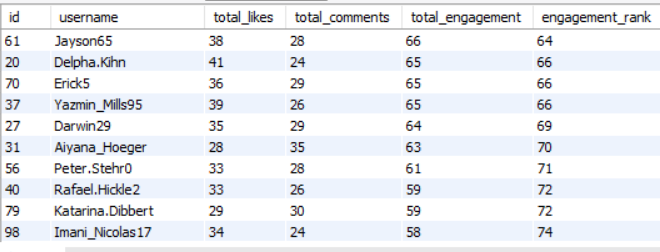 id username total_likes total_comments total_engagement engagement_rank
61 Jayson65 38 28 66 64
20 Delpha.Kihn 41 24 65 66
70 Erick5 36 29 65 66
37 Yazmin_Mills95 39 26 65 66
27 Darwin29 35 29 64 69
31 Aiyana_Hoeger 28 35 63 70
56 Peter.Stehr0 33 28 61 71
40 Rafael.Hickle2 33 26 59 72
79 Katarina.Dibbert 29 30 59 72
98 Imani_Nicolas17 34 24 58 74